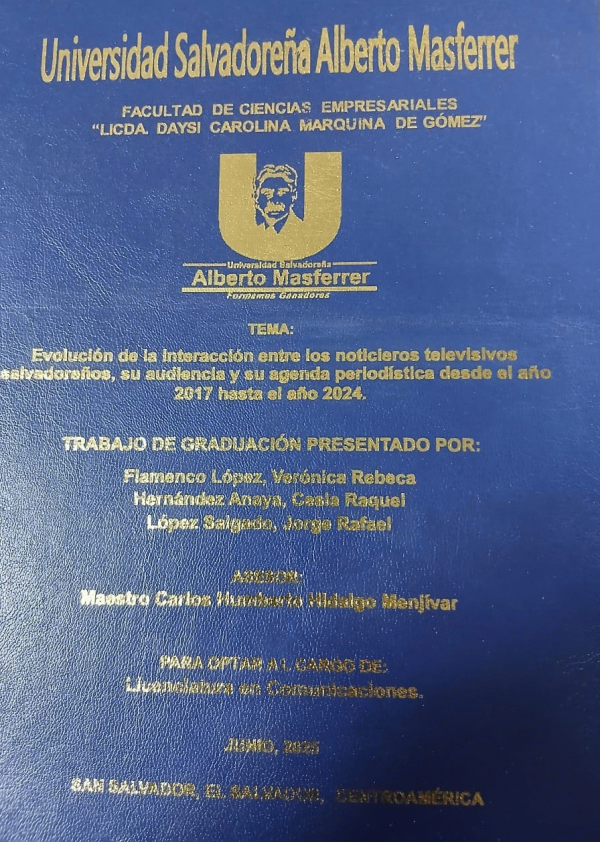 Universidad Salvadoreña Alberto Masferrer
FACULTAD DE CIENCIAS EMPRESARIALES
"LICDA. DAYSI CAROLINA MARQUINA DE GÓMEZ"
U
Universidad Salvadoreña
Alberto Masferrer
Formamos Ganadores
TEMA:
Evolución de la interacción entre los noticieros televisivos
salvadoreños, su audiencia y su agenda periodística desde el año
2017 hasta el año 2024.
TRABAJO DE GRADUACIÓN PRESENTADO POR:
Flamenco López, Verónica Rebeca
Hernández Anaya, Casia Raquel
López Salgado, Jorge Rafael
ASESOR:
Maestro Carlos Humberto Hidalgo Menjívar
PARA OPTAR AL CARGO DE:
Licenciatura en Comunicaciones.
JUNIO, 2025
SAN SALVADOR, EL SALVADOR, CENTROAMÉRICA